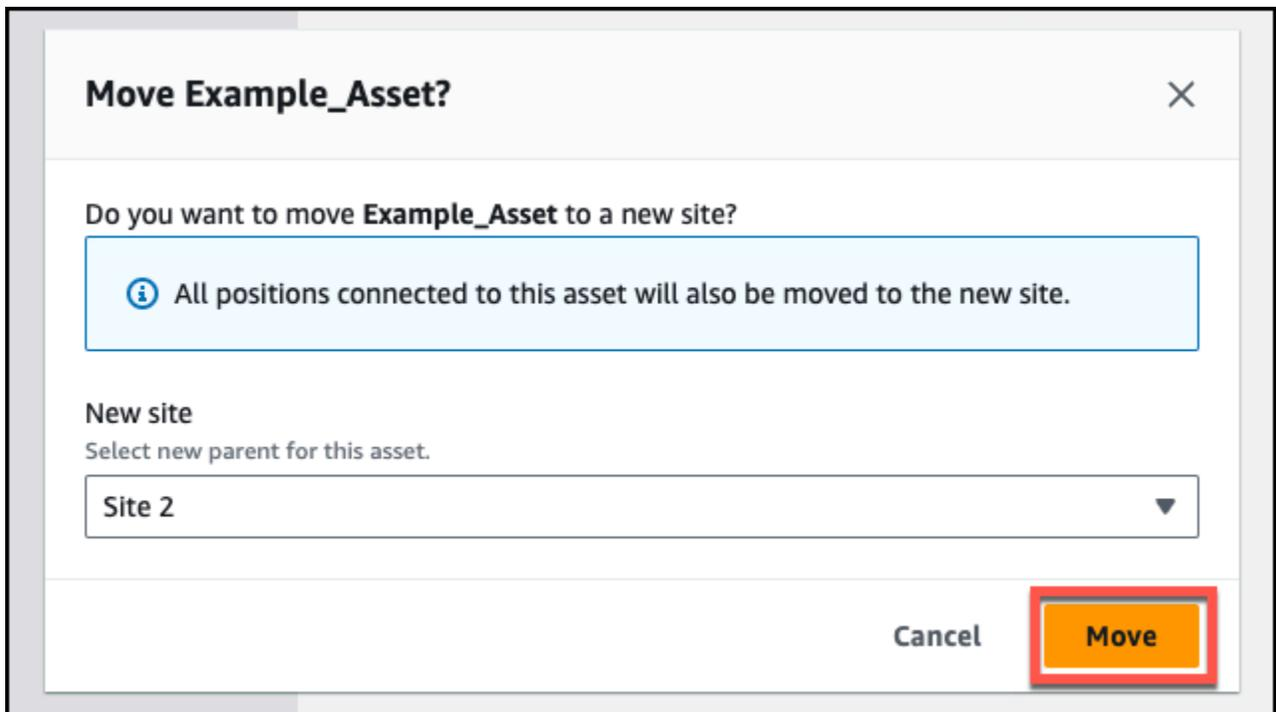 Move Example_Asset?
Do you want to move Example_Asset to a new site?
All positions connected to this asset will also be moved to the new site.
New site
Select new parent for this asset.
Site 2
Cancel
Move